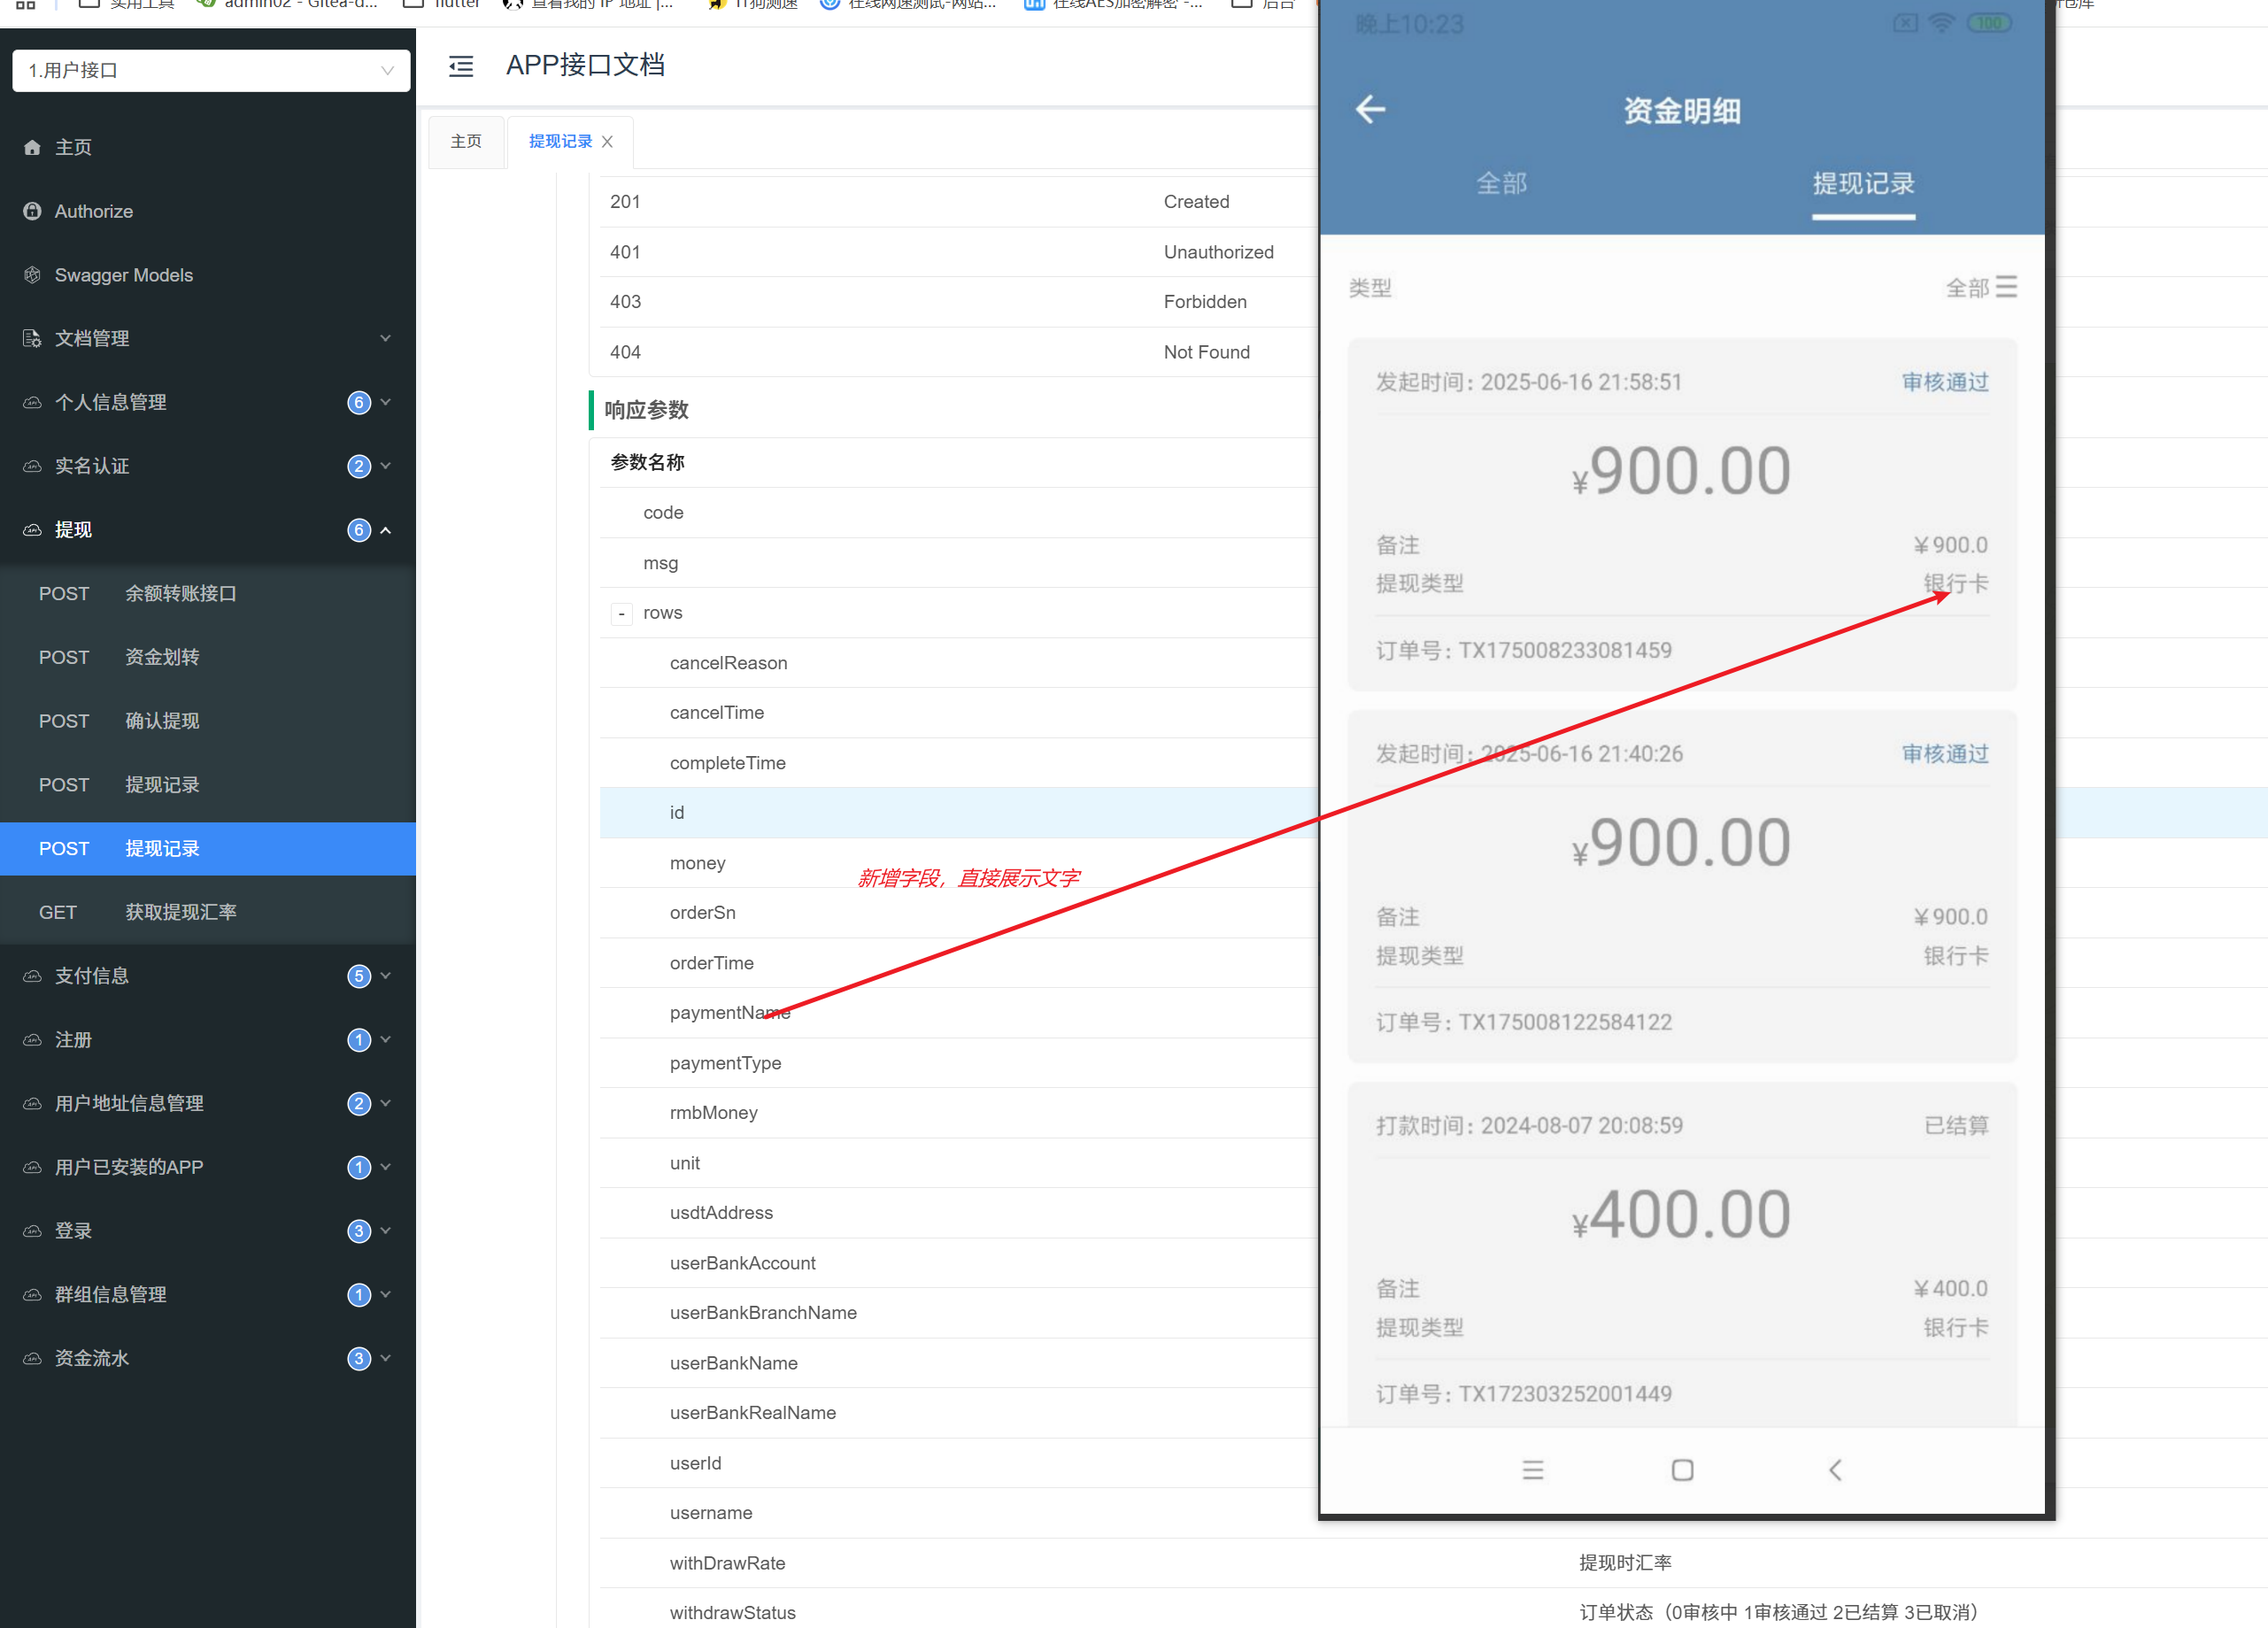 实用工具
admin02 - Gitea-d...
flutter
查看我的 IP 地址 |...
IT狗测速
在线网速测试-网站...
在线AES加密解密 -...
后台
1.用户接口
APP接口文档
主页
Authorize
Swagger Models
文档管理
个人信息管理 6
实名认证 2
提现 6
POST 余额转账接口
POST 资金划转
POST 确认提现
POST 提现记录
POST 提现记录
GET 获取提现汇率
支付信息 5
注册 1
用户地址信息管理 2
用户已安装的APP 1
登录 3
群组信息管理 1
资金流水 3
主页
提现记录
201 Created
401 Unauthorized
403 Forbidden
404 Not Found
响应参数
参数名称
code
msg
- rows
cancelReason
cancelTime
completeTime
id
money
新增字段，直接展示文字
orderSn
orderTime
paymentName
paymentType
rmbMoney
unit
usdtAddress
userBankAccount
userBankBranchName
userBankName
userBankRealName
userId
username
withDrawRate 提现时汇率
withdrawStatus 订单状态（0审核中 1审核通过 2已结算 3已取消）
晚上10:23
100
资金明细
全部
提现记录
类型 全部
发起时间：2025-06-16 21:58:51 审核通过
¥900.00
备注 ¥900.0
提现类型 银行卡
订单号：TX175008233081459
发起时间：2025-06-16 21:40:26 审核通过
¥900.00
备注 ¥900.0
提现类型 银行卡
订单号：TX175008122584122
打款时间：2024-08-07 20:08:59 已结算
¥400.00
备注 ¥400.0
提现类型 银行卡
订单号：TX172303252001449